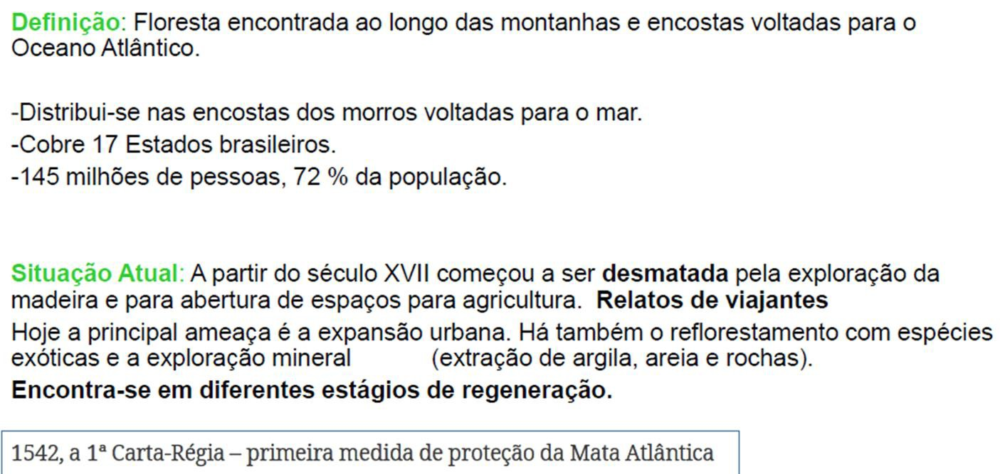 Definição: Floresta encontrada ao longo das montanhas e encostas voltadas para o
Oceano Atlântico.
-Distribui-se nas encostas dos morros voltadas para o mar.
-Cobre 17 Estados brasileiros.
-145 milhões de pessoas, 72 % da população.
Situação Atual: A partir do século XVII começou a ser desmatada pela exploração da
madeira e para abertura de espaços para agricultura. Relatos de viajantes
Hoje a principal ameaça é a expansão urbana. Há também o reflorestamento com espécies
exóticas e a exploração mineral (extração de argila, areia e rochas).
Encontra-se em diferentes estágios de regeneração.
1542, a 1ª Carta-Régia – primeira medida de proteção da Mata Atlântica